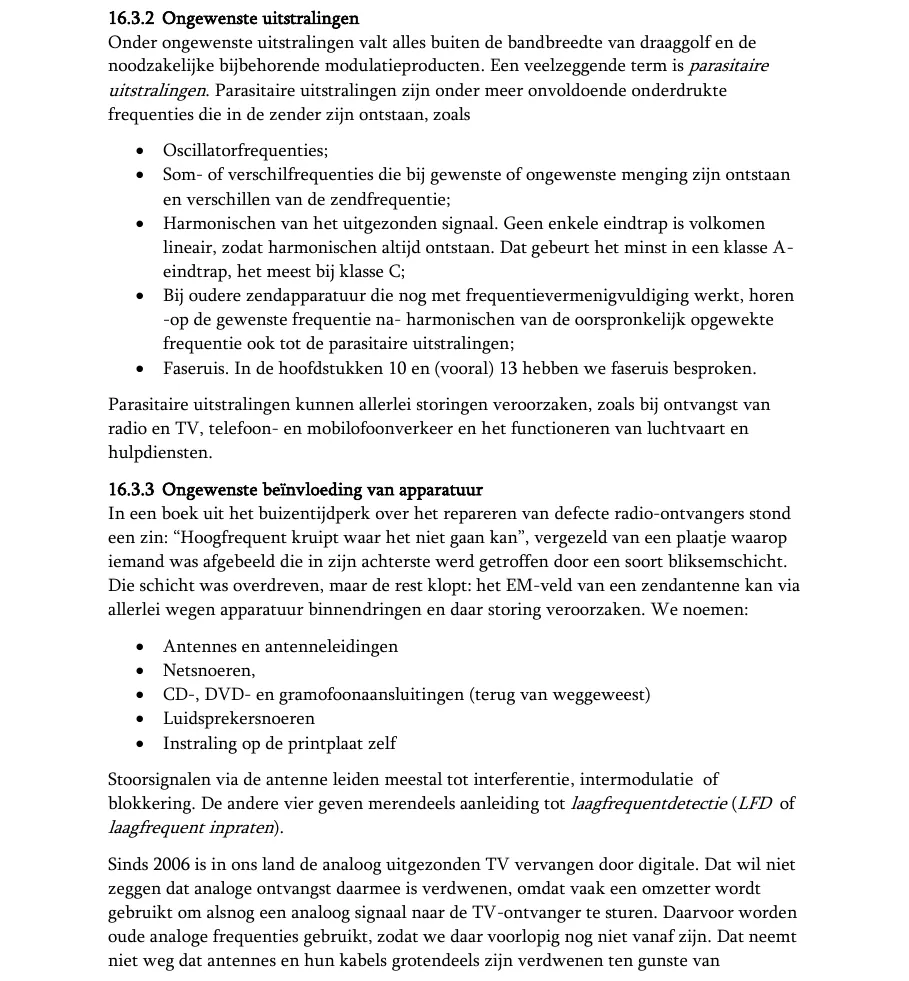 16.3.2 Ongewenste uitstralingen
Onder ongewenste uitstralingen valt alles buiten de bandbreedte van draaggolf en de
noodzakelijke bijbehorende modulatieproducten. Een veelzeggende term is parasitaire
uitstralingen. Parasitaire uitstralingen zijn onder meer onvoldoende onderdrukte
frequenties die in de zender zijn ontstaan, zoals
• Oscillatorfrequenties;
• Som- of verschilfrequenties die bij gewenste of ongewenste menging zijn ontstaan
en verschillen van de zendfrequentie;
• Harmonischen van het uitgezonden signaal. Geen enkele eindtrap is volkomen
lineair, zodat harmonischen altijd ontstaan. Dat gebeurt het minst in een klasse A-
eindtrap, het meest bij klasse C;
• Bij oudere zendapparatuur die nog met frequentievermenigvuldiging werkt, horen
-op de gewenste frequentie na- harmonischen van de oorspronkelijk opgewekte
frequentie ook tot de parasitaire uitstralingen;
• Faseruis. In de hoofdstukken 10 en (vooral) 13 hebben we faseruis besproken.
Parasitaire uitstralingen kunnen allerlei storingen veroorzaken, zoals bij ontvangst van
radio en TV, telefoon- en mobilofoonverkeer en het functioneren van luchtvaart en
hulpdiensten.
16.3.3 Ongewenste beïnvloeding van apparatuur
In een boek uit het buizentijdperk over het repareren van defecte radio-ontvangers stond
een zin: “Hoogfrequent kruipt waar het niet gaan kan”, vergezeld van een plaatje waarop
iemand was afgebeeld die in zijn achterste werd getroffen door een soort bliksemschicht.
Die schicht was overdreven, maar de rest klopt: het EM-veld van een zendantenne kan via
allerlei wegen apparatuur binnendringen en daar storing veroorzaken. We noemen:
• Antennes en antenneleidingen
• Netsnoeren,
• CD-, DVD- en gramofoonaansluitingen (terug van weggeweest)
• Luidsprekersnoeren
• Instraling op de printplaat zelf
Stoorsignalen via de antenne leiden meestal tot interferentie, intermodulatie of
blokkering. De andere vier geven merendeels aanleiding tot laagfrequentdetectie (LFD of
laagfrequent inpraten).
Sinds 2006 is in ons land de analoog uitgezonden TV vervangen door digitale. Dat wil niet
zeggen dat analoge ontvangst daarmee is verdwenen, omdat vaak een omzetter wordt
gebruikt om alsnog een analoog signaal naar de TV-ontvanger te sturen. Daarvoor worden
oude analoge frequenties gebruikt, zodat we daar voorlopig nog niet vanaf zijn. Dat neemt
niet weg dat antennes en hun kabels grotendeels zijn verdwenen ten gunste van